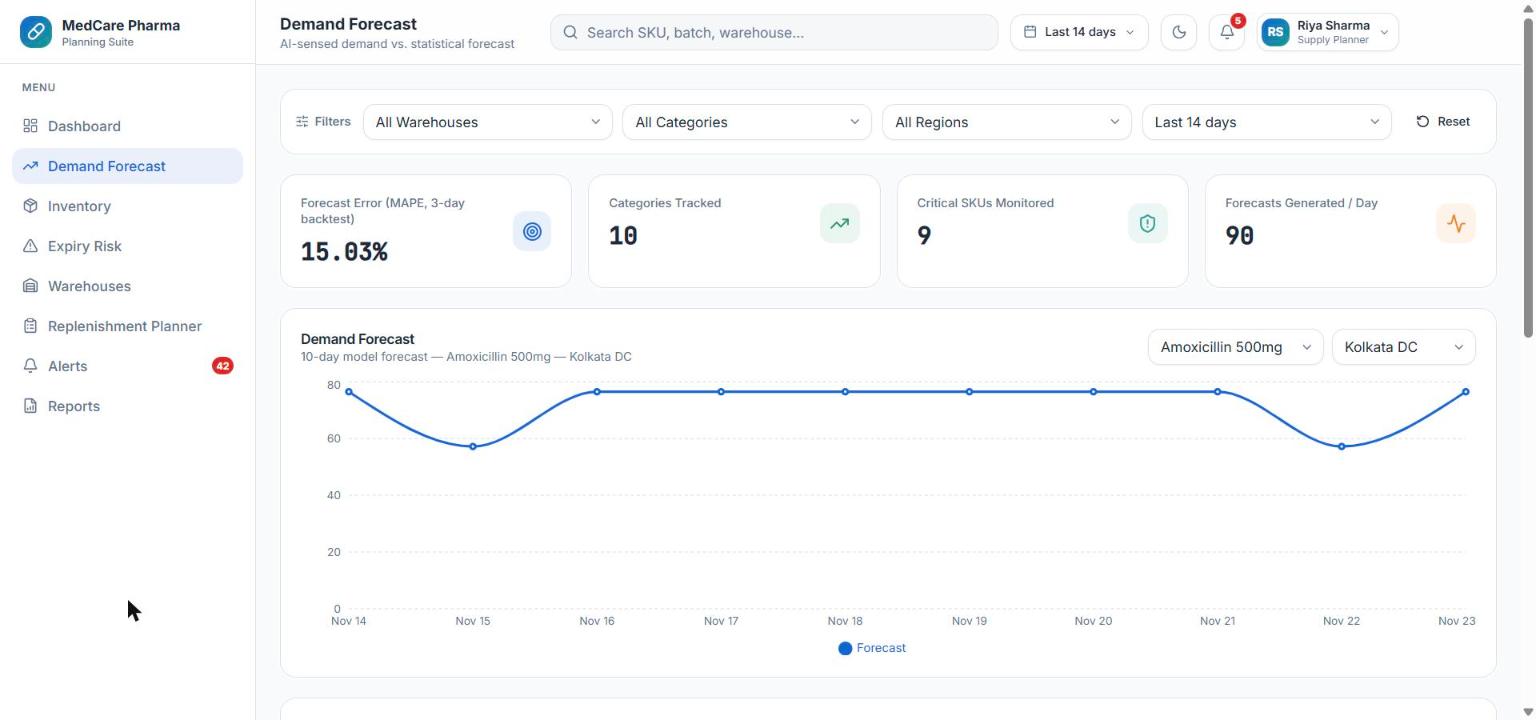 MedCare Pharma
Planning Suite
MENU
Dashboard
Demand Forecast
Inventory
Expiry Risk
Warehouses
Replenishment Planner
Alerts 42
Reports
Demand Forecast
AI-sensed demand vs. statistical forecast
Search SKU, batch, warehouse...
Last 14 days
5
RS
Riya Sharma
Supply Planner
Filters
All Warehouses
All Categories
All Regions
Last 14 days
Reset
Forecast Error (MAPE, 3-day
backtest)
15.03%
Categories Tracked
10
Critical SKUs Monitored
9
Forecasts Generated / Day
90
Demand Forecast
10-day model forecast — Amoxicillin 500mg — Kolkata DC
Amoxicillin 500mg
Kolkata DC
80
60
40
20
0
Nov 14 Nov 15 Nov 16 Nov 17 Nov 18 Nov 19 Nov 20 Nov 21 Nov 22 Nov 23
Forecast